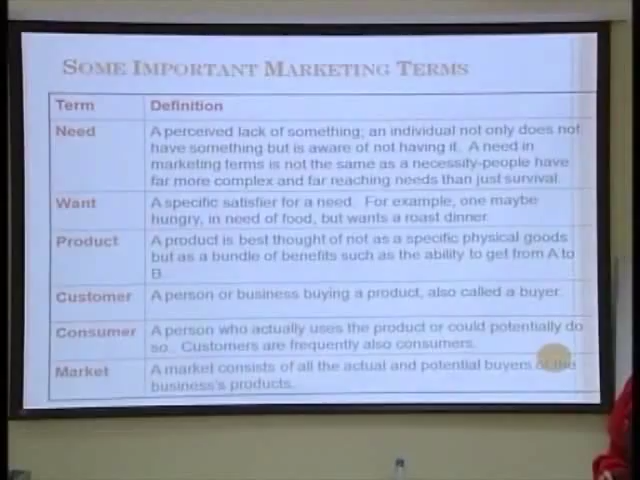 SOME IMPORTANT MARKETING TERMS
Term Definition
Need A perceived lack of something; an individual not only does not
have something but is aware of not having it. A need in
marketing terms is not the same as a necessity-people have
far more complex and far reaching needs than just survival.
Want A specific satisfier for a need. For example, one maybe
hungry, in need of food, but wants a roast dinner.
Product A product is best thought of not as a specific physical goods
but as a bundle of benefits such as the ability to get from A to
B.
Customer A person or business buying a product, also called a buyer.
Consumer A person who actually uses the product or could potentially do
so. Customers are frequently also consumers.
Market A market consists of all the actual and potential buyers of the
business's products.